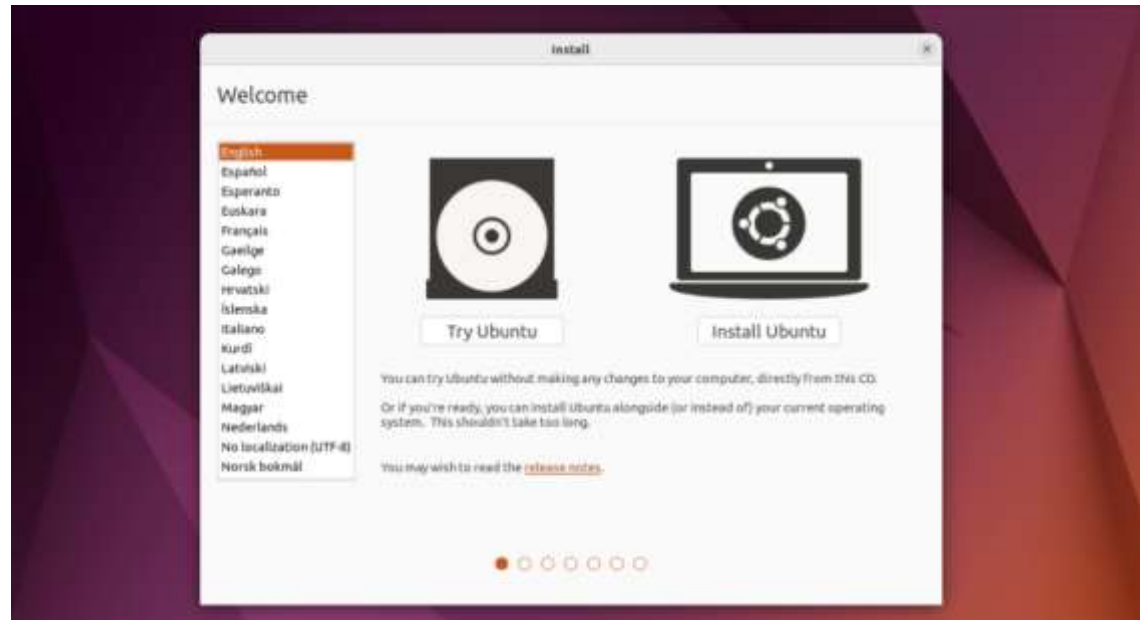 Install
Welcome
English
Español
Esperanto
Euskara
Français
Gaeilge
Galego
Hrvatski
Íslenska
Italiano
Kurdî
Latviski
Lietuviškai
Magyar
Nederlands
No localization (UTF-8)
Norsk bokmål
Try Ubuntu
Install Ubuntu
You can try Ubuntu without making any changes to your computer, directly from this CD.
Or if you're ready, you can install Ubuntu alongside (or instead of) your current operating
system. This shouldn't take too long.
You may wish to read the release notes.